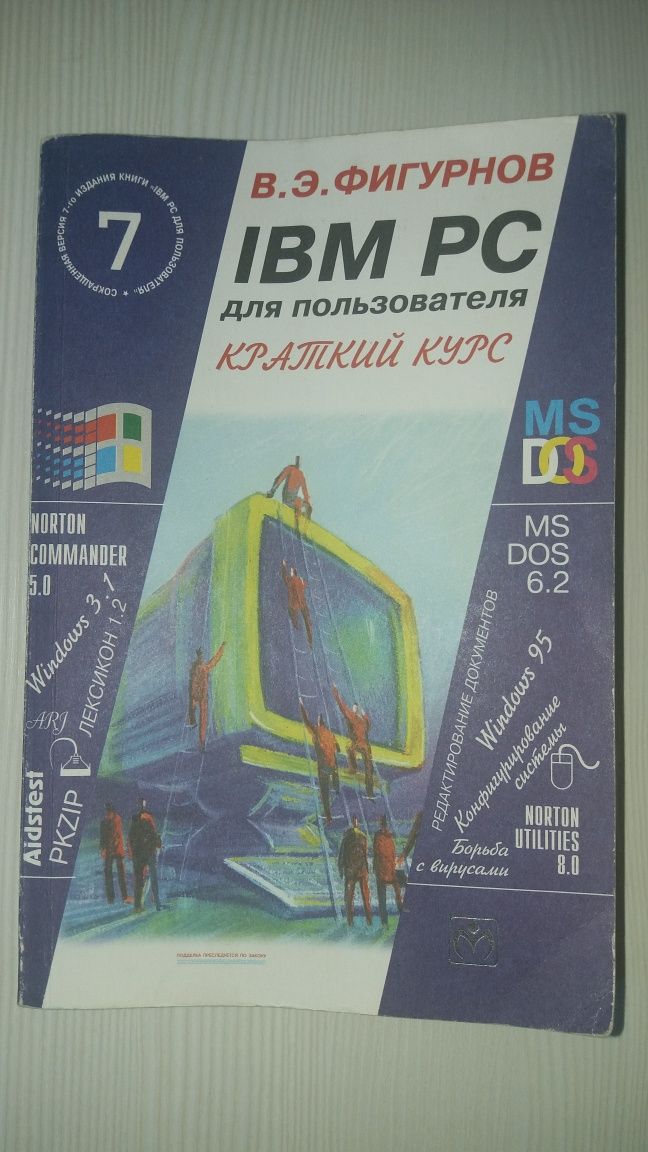 СОКРАЩЕННАЯ ВЕРСИЯ 7-го ИЗДАНИЯ КНИГИ «IBM PC ДЛЯ ПОЛЬЗОВАТЕЛЯ» ★
7
В.Э.ФИГУРНОВ
IBM PC
для пользователя
КРАТКИЙ КУРС
NORTON
COMMANDER
5.0
Windows 3.1
ЛЕКСИКОН 1.2
ARJ
Aidstest
PKZIP
MS
DOS
MS
DOS
6.2
РЕДАКТИРОВАНИЕ ДОКУМЕНТОВ
Windows 95
Конфигурирование
системы
NORTON
UTILITIES
8.0
Борьба
с вирусами
ПОДДЕЛКА ПРЕСЛЕДУЕТСЯ ПО ЗАКОНУ